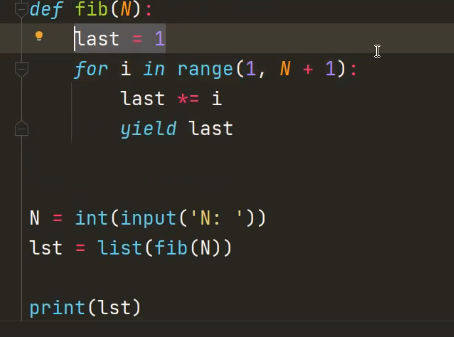 def fib(N):
    last = 1
    for i in range(1, N + 1):
        last *= i
        yield last
N = int(input('N: '))
lst = list(fib(N))
print(lst)